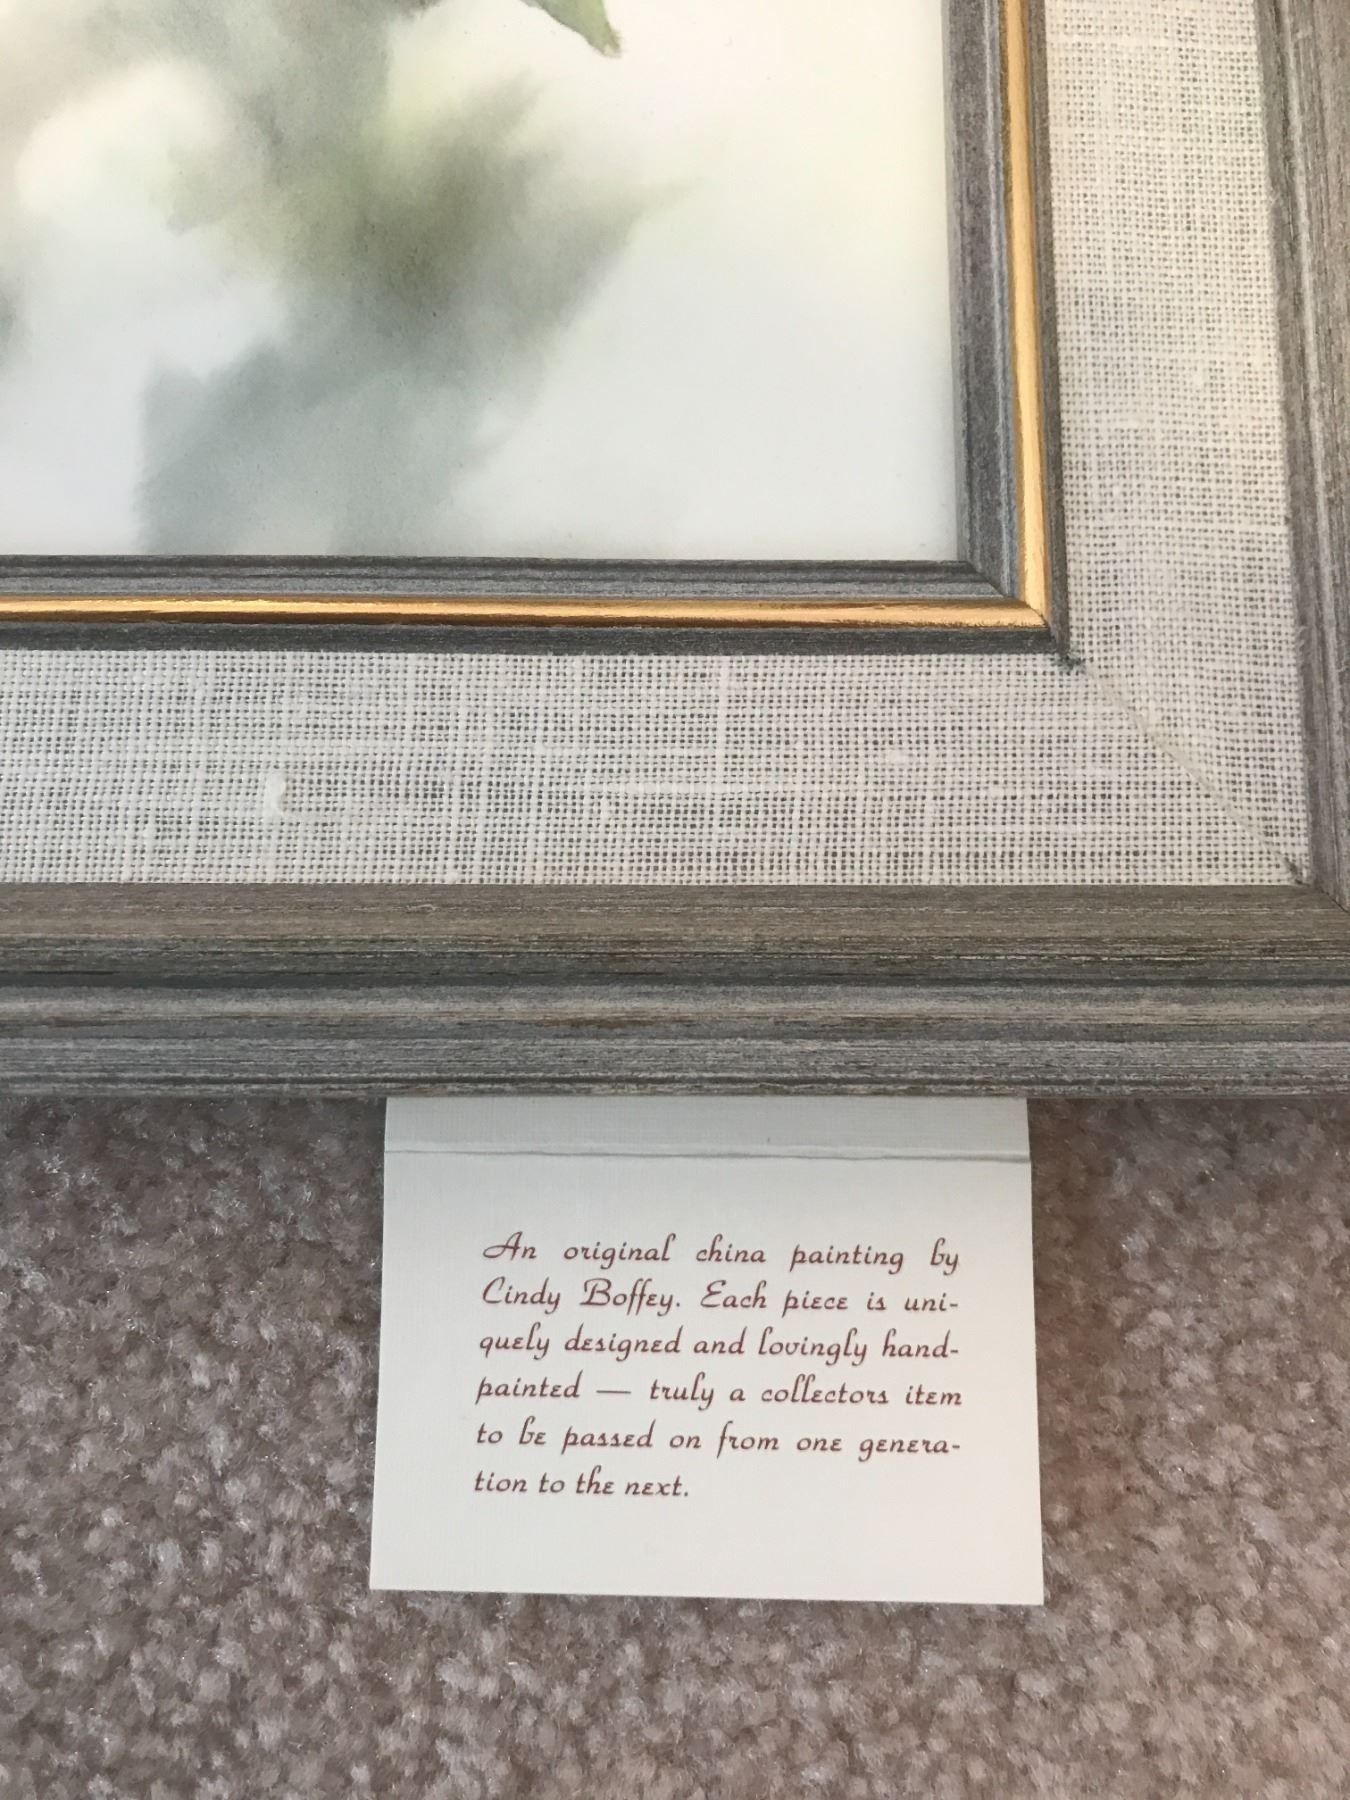 An original china painting by
Cindy Boffey. Each piece is uni-
quely designed and lovingly hand-
painted — truly a collectors item
to be passed on from one genera-
tion to the next.